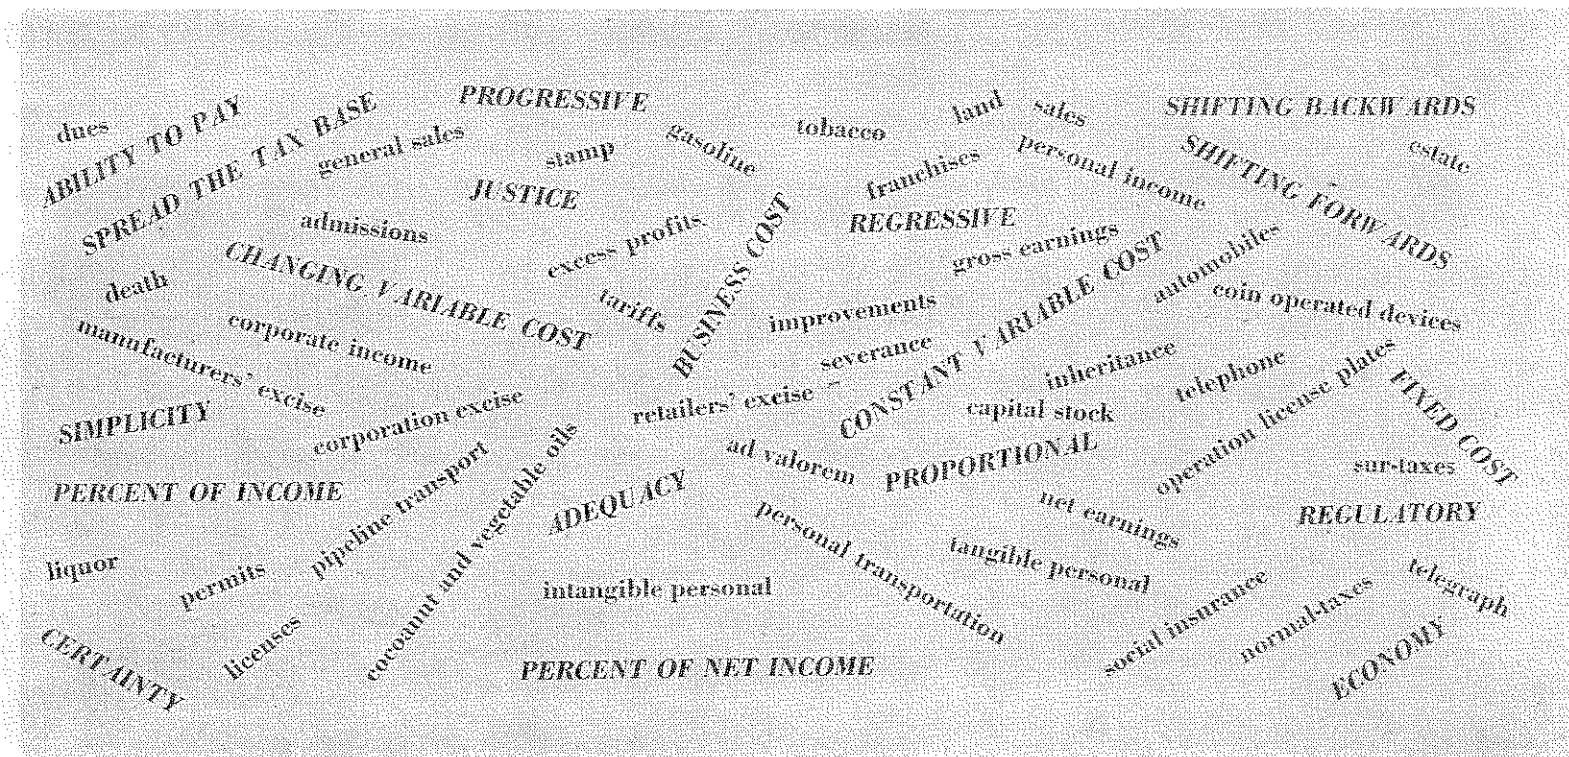 dues
ABILITY TO PAY
SPREAD THE TAX BASE
PROGRESSIVE
general sales
stamp
gasoline
tobacco
land
sales
SHIFTING BACKWARDS
JUSTICE
franchises
personal income
SHIFTING FORWARDS
estate
admissions
excess profits
BUSINESS COST
REGRESSIVE
gross earnings
automobiles
death
CHANGING VARIABLE COST
tariffs
improvements
CONSTANT VARIABLE COST
coin operated devices
manufacturers' excise
corporate income
severance
inheritance
telephone
SIMPLICITY
corporation excise
retailers' excise
capital stock
operation license plates
FIXED COST
PERCENT OF INCOME
pipeline transport
cocoanut and vegetable oils
ADEQUACY
ad valorem
PROPORTIONAL
sur-taxes
net earnings
REGULATORY
liquor
permits
intangible personal
personal transportation
tangible personal
telegraph
CERTAINTY
licenses
PERCENT OF NET INCOME
social insurance
normal-taxes
ECONOMY